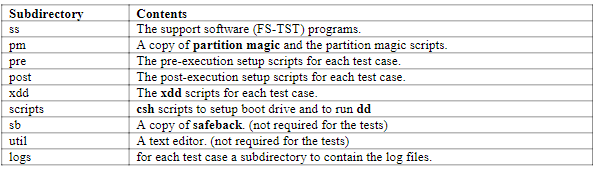 Subdirectory Contents
ss The support software (FS-TST) programs.
pm A copy of partition magic and the partition magic scripts.
pre The pre-execution setup scripts for each test case.
post The post-execution setup scripts for each test case.
xdd The xdd scripts for each test case.
scripts csh scripts to setup boot drive and to run dd
sb A copy of safeback. (not required for the tests)
util A text editor. (not required for the tests)
logs for each test case a subdirectory to contain the log files.